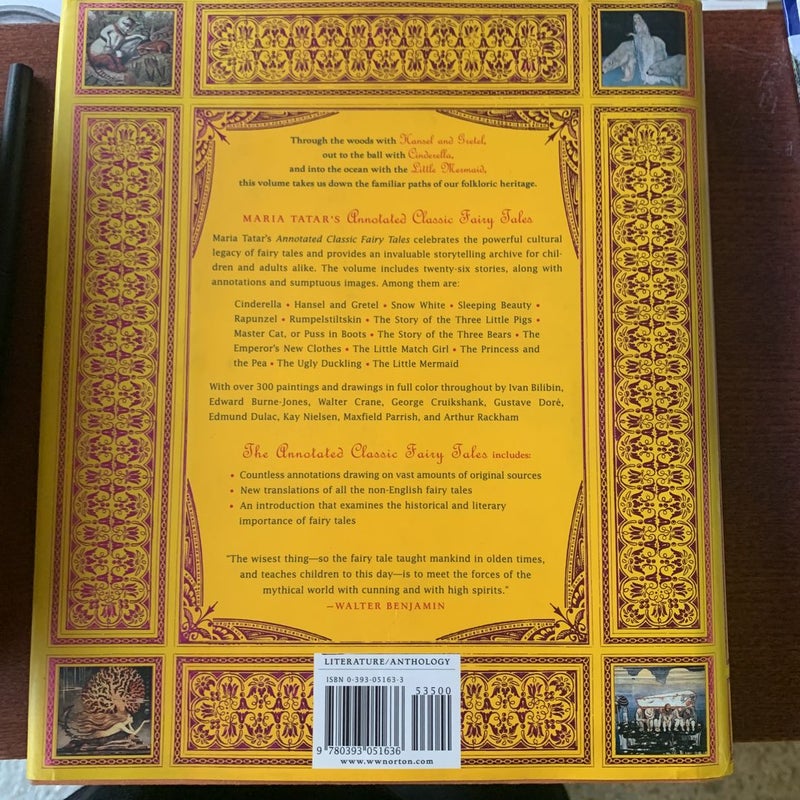 Through the woods with Hansel and Gretel,
out to the ball with Cinderella,
and into the ocean with the Little Mermaid,
this volume takes us down the familiar paths of our folkloric heritage.
MARIA TATAR'S Annotated Classic Fairy Tales
Maria Tatar's Annotated Classic Fairy Tales celebrates the powerful cultural
legacy of fairy tales and provides an invaluable storytelling archive for chil-
dren and adults alike. The volume includes twenty-six stories, along with
annotations and sumptuous images. Among them are:
Cinderella • Hansel and Gretel • Snow White • Sleeping Beauty •
Rapunzel • Rumpelstiltskin • The Story of the Three Little Pigs •
Master Cat, or Puss in Boots • The Story of the Three Bears • The
Emperor's New Clothes • The Little Match Girl • The Princess and
the Pea • The Ugly Duckling • The Little Mermaid
With over 300 paintings and drawings in full color throughout by Ivan Bilibin,
Edward Burne-Jones, Walter Crane, George Cruikshank, Gustave Doré,
Edmund Dulac, Kay Nielsen, Maxfield Parrish, and Arthur Rackham
The Annotated Classic Fairy Tales includes:
• Countless annotations drawing on vast amounts of original sources
• New translations of all the non-English fairy tales
• An introduction that examines the historical and literary
importance of fairy tales
"The wisest thing—so the fairy tale taught mankind in olden times,
and teaches children to this day—is to meet the forces of the
mythical world with cunning and with high spirits."
—WALTER BENJAMIN
LITERATURE/ANTHOLOGY
ISBN 0-393-05163-3
53500
9 780393 051636
www.wwnorton.com